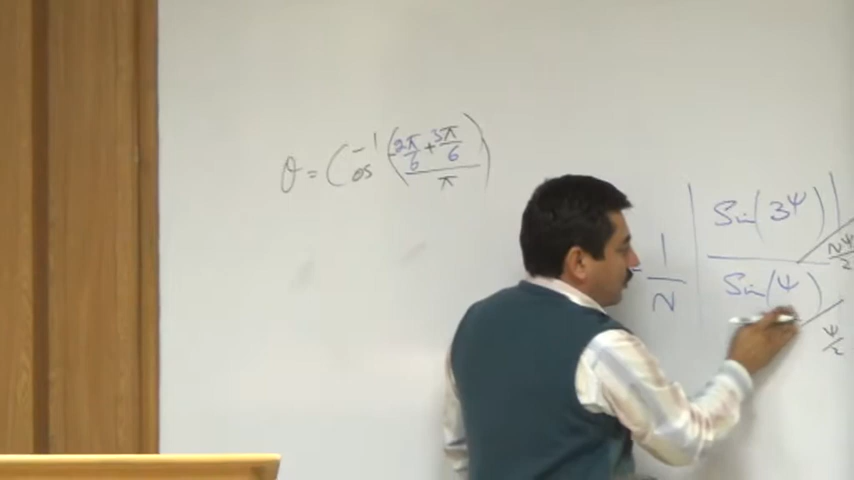 θ = Cos⁻¹ ( (-2π/6 + 3π/6) / π )
1/N | Sin(3ψ) / Sin(ψ) |
Nψ/2
ψ/2